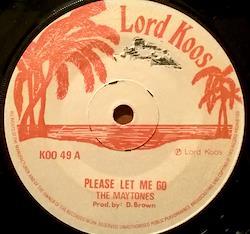 Lord Koos
KOO 49 A
℗ Lord Koos
PLEASE LET ME GO
THE MAYTONES
Prod. by: D. Brown